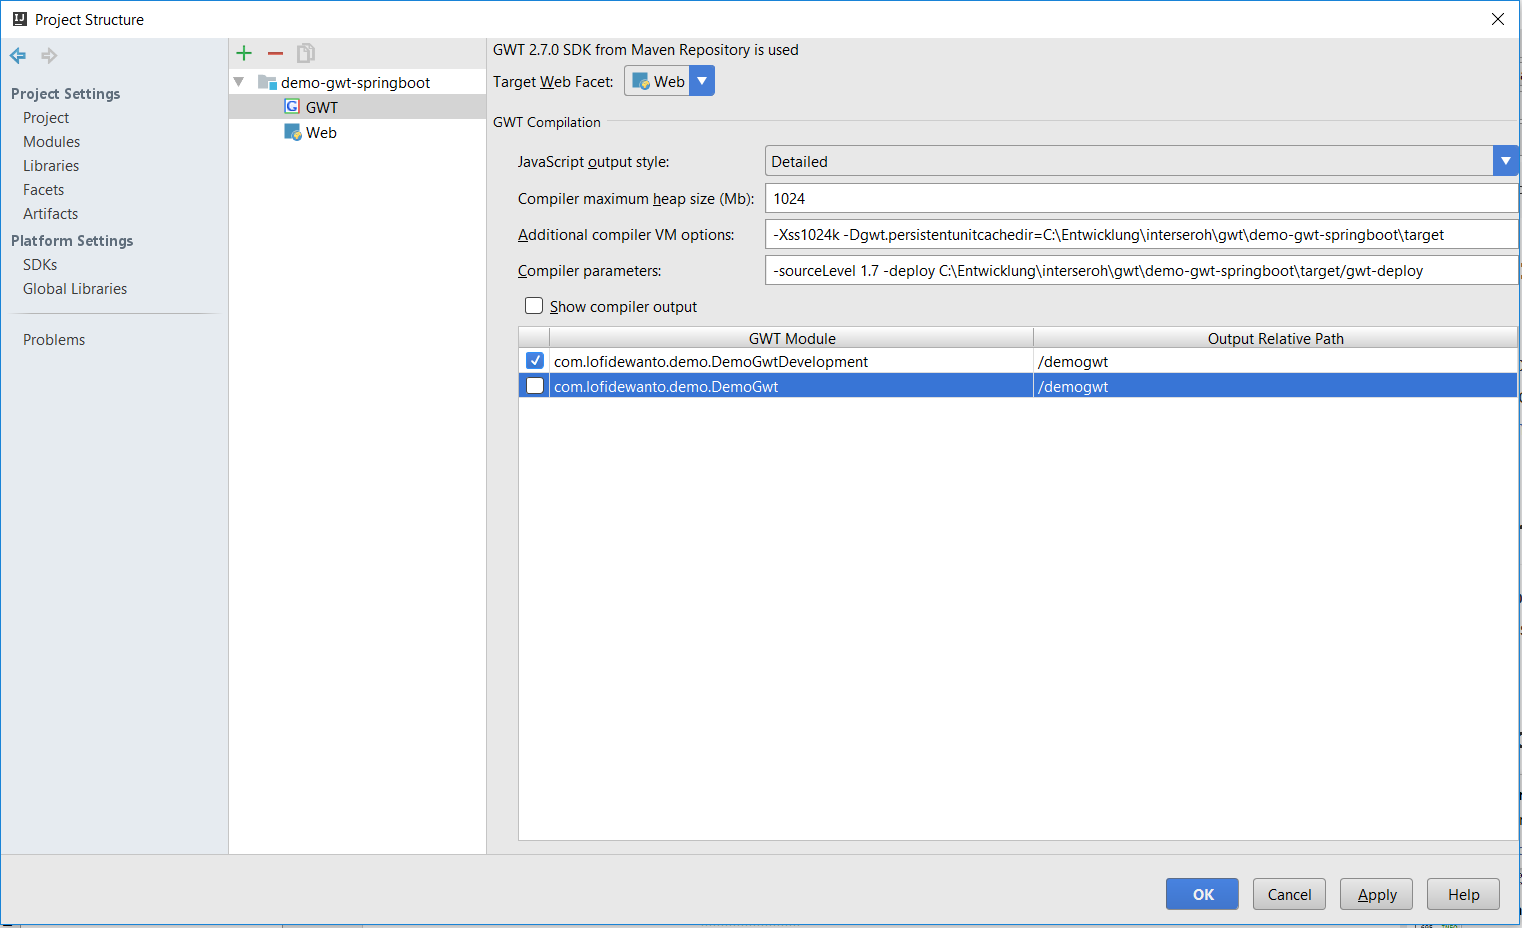 Project Structure
Project Settings
Project
Modules
Libraries
Facets
Artifacts
Platform Settings
SDKs
Global Libraries
Problems
demo-gwt-springboot
GWT
Web
GWT 2.7.0 SDK from Maven Repository is used
Target Web Facet: Web
GWT Compilation
JavaScript output style: Detailed
Compiler maximum heap size (Mb): 1024
Additional compiler VM options: -Xss1024k -Dgwt.persistentunitcachedir=C:\Entwicklung\interseroh\gwt\demo-gwt-springboot\target
Compiler parameters: -sourceLevel 1.7 -deploy C:\Entwicklung\interseroh\gwt\demo-gwt-springboot\target/gwt-deploy
Show compiler output
GWT Module Output Relative Path
com.lofidewanto.demo.DemoGwtDevelopment /demogwt
com.lofidewanto.demo.DemoGwt /demogwt
OK Cancel Apply Help